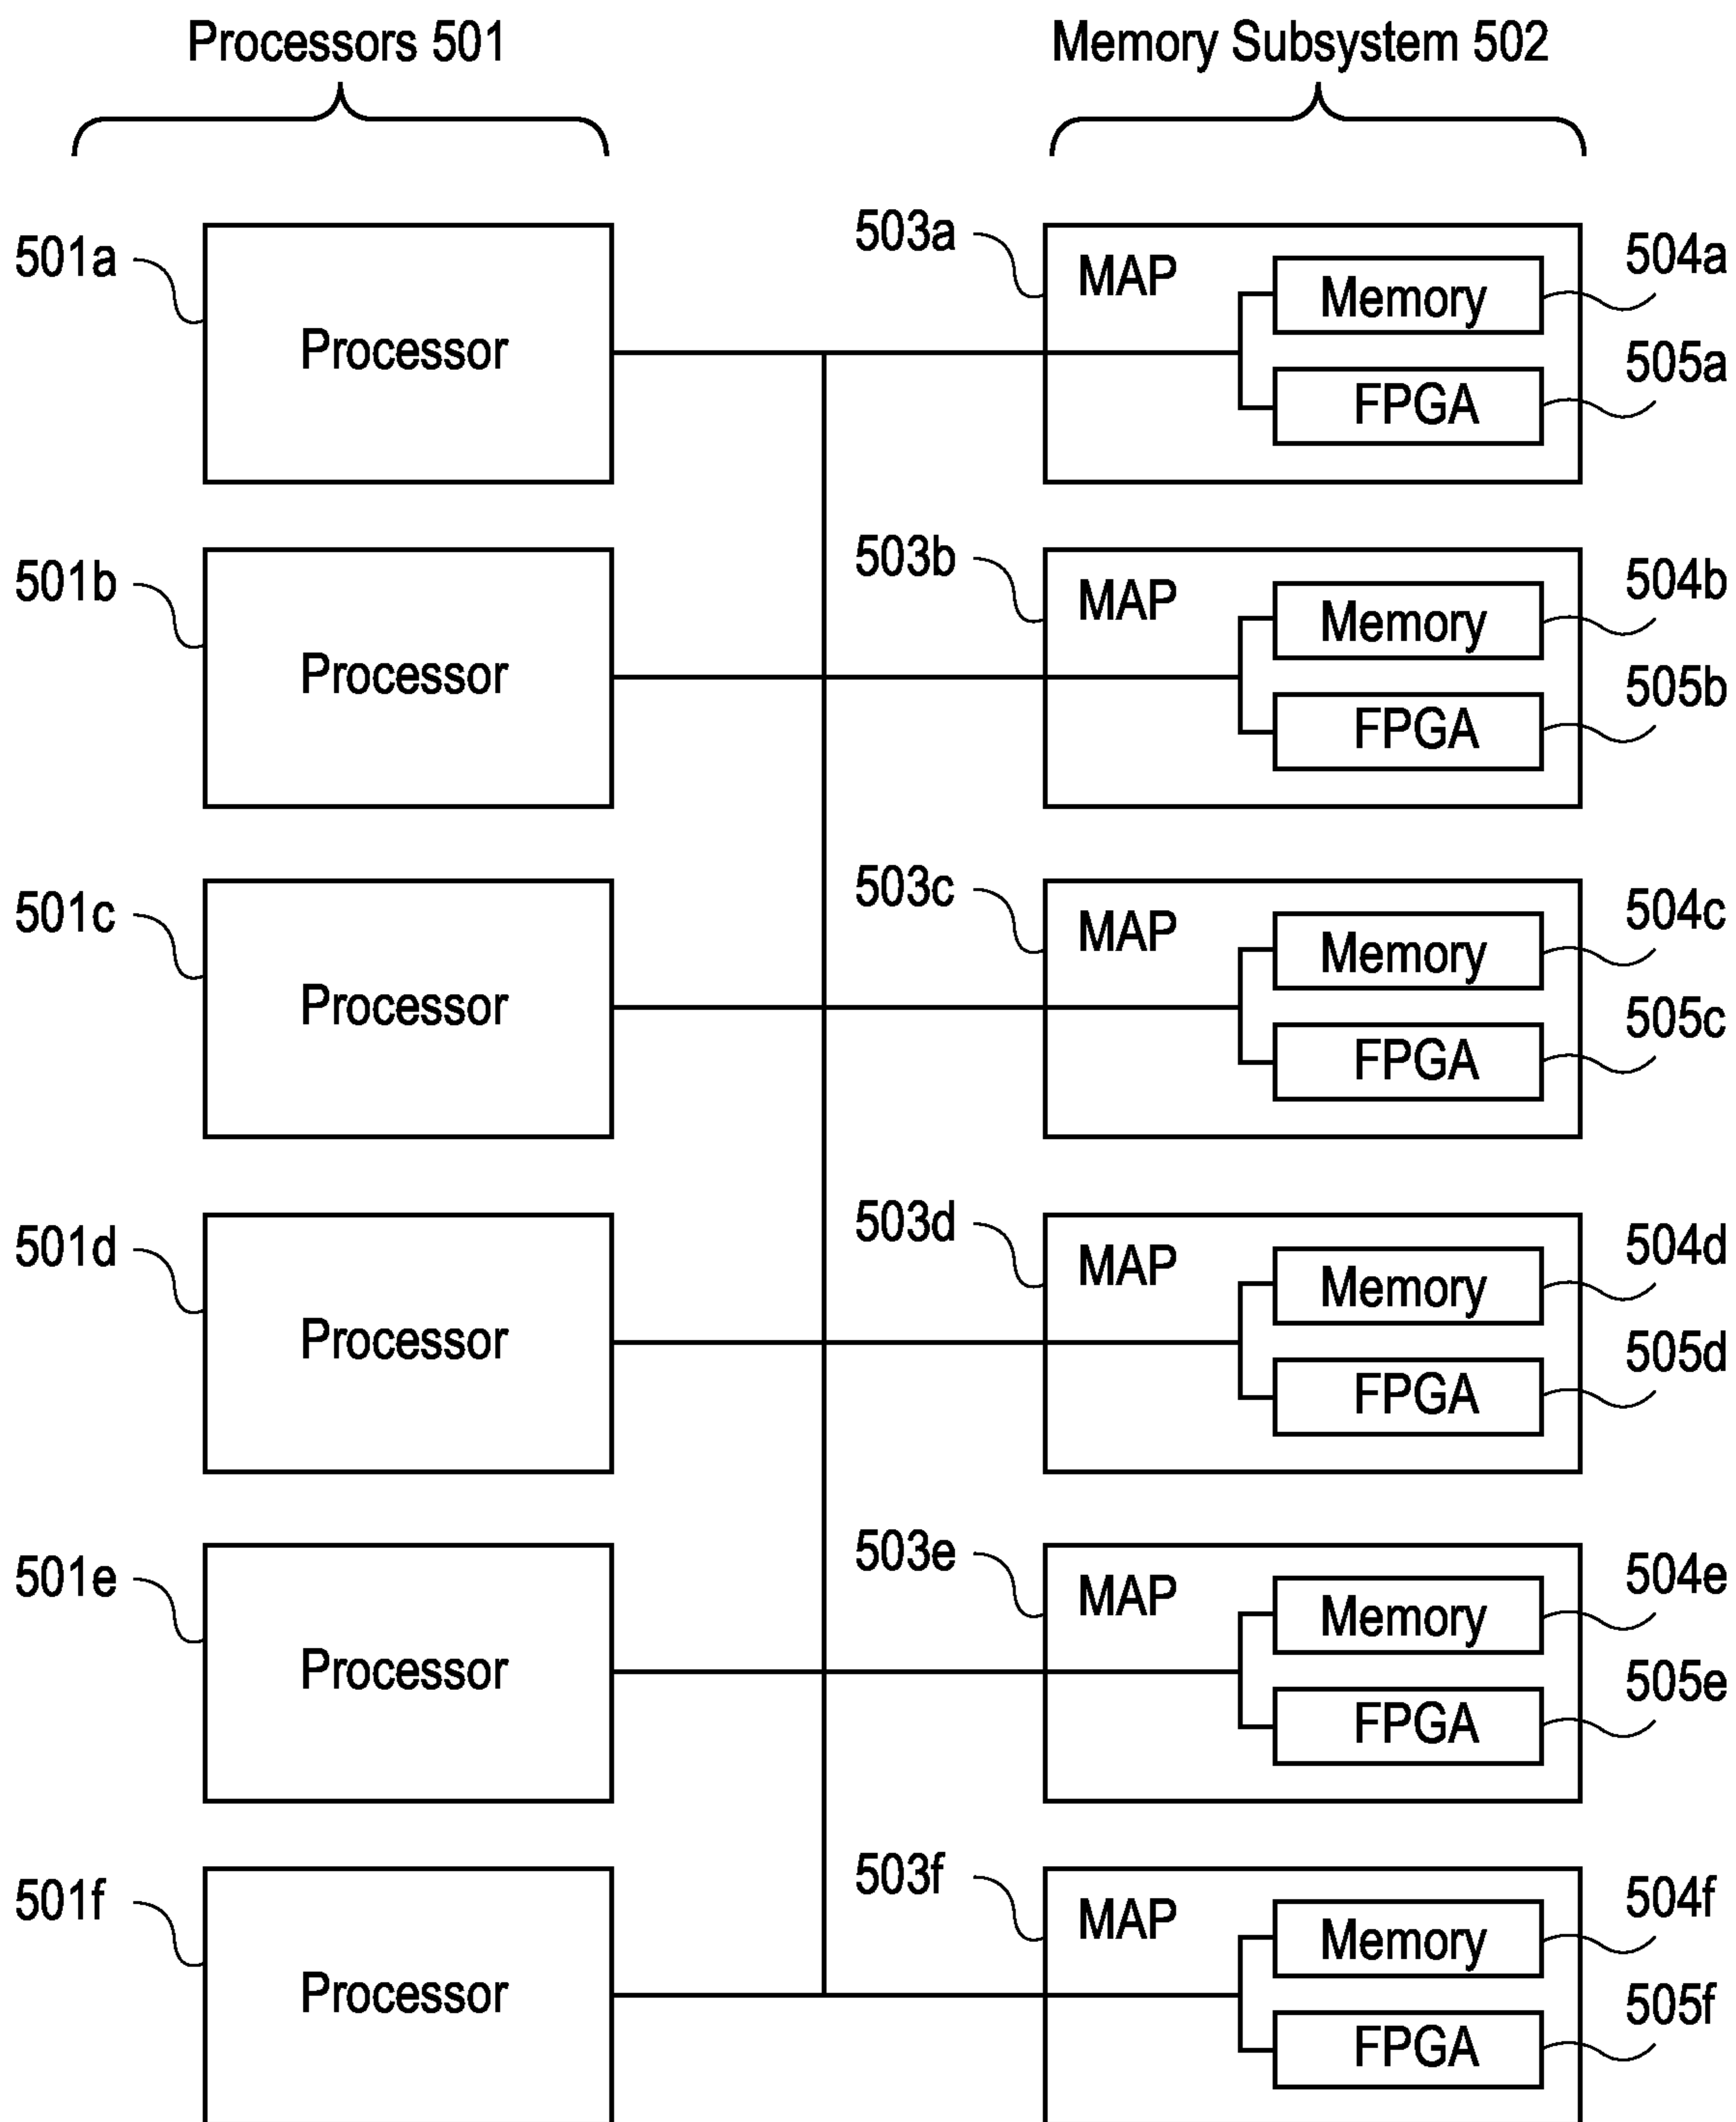 Processors 501
Memory Subsystem 502
501a
Processor
503a
MAP
Memory
504a
FPGA
505a
501b
Processor
503b
MAP
Memory
504b
FPGA
505b
501c
Processor
503c
MAP
Memory
504c
FPGA
505c
501d
Processor
503d
MAP
Memory
504d
FPGA
505d
501e
Processor
503e
MAP
Memory
504e
FPGA
505e
501f
Processor
503f
MAP
Memory
504f
FPGA
505f